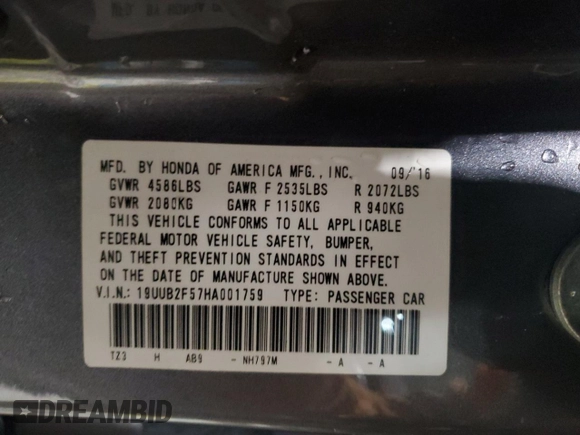 MFD. BY HONDA OF AMERICA MFG., INC. 09/'16
GVWR 4586LBS GAWR F 2535LBS R 2072LBS
GVWR 2080KG GAWR F 1150KG R 940KG
THIS VEHICLE CONFORMS TO ALL APPLICABLE
FEDERAL MOTOR VEHICLE SAFETY, BUMPER,
AND THEFT PREVENTION STANDARDS IN EFFECT
ON THE DATE OF MANUFACTURE SHOWN ABOVE.
V.I.N.: 19UUB2F57HA001759 TYPE: PASSENGER CAR
TZ3 H AB9 - NH797M - A - A
DREAMBID